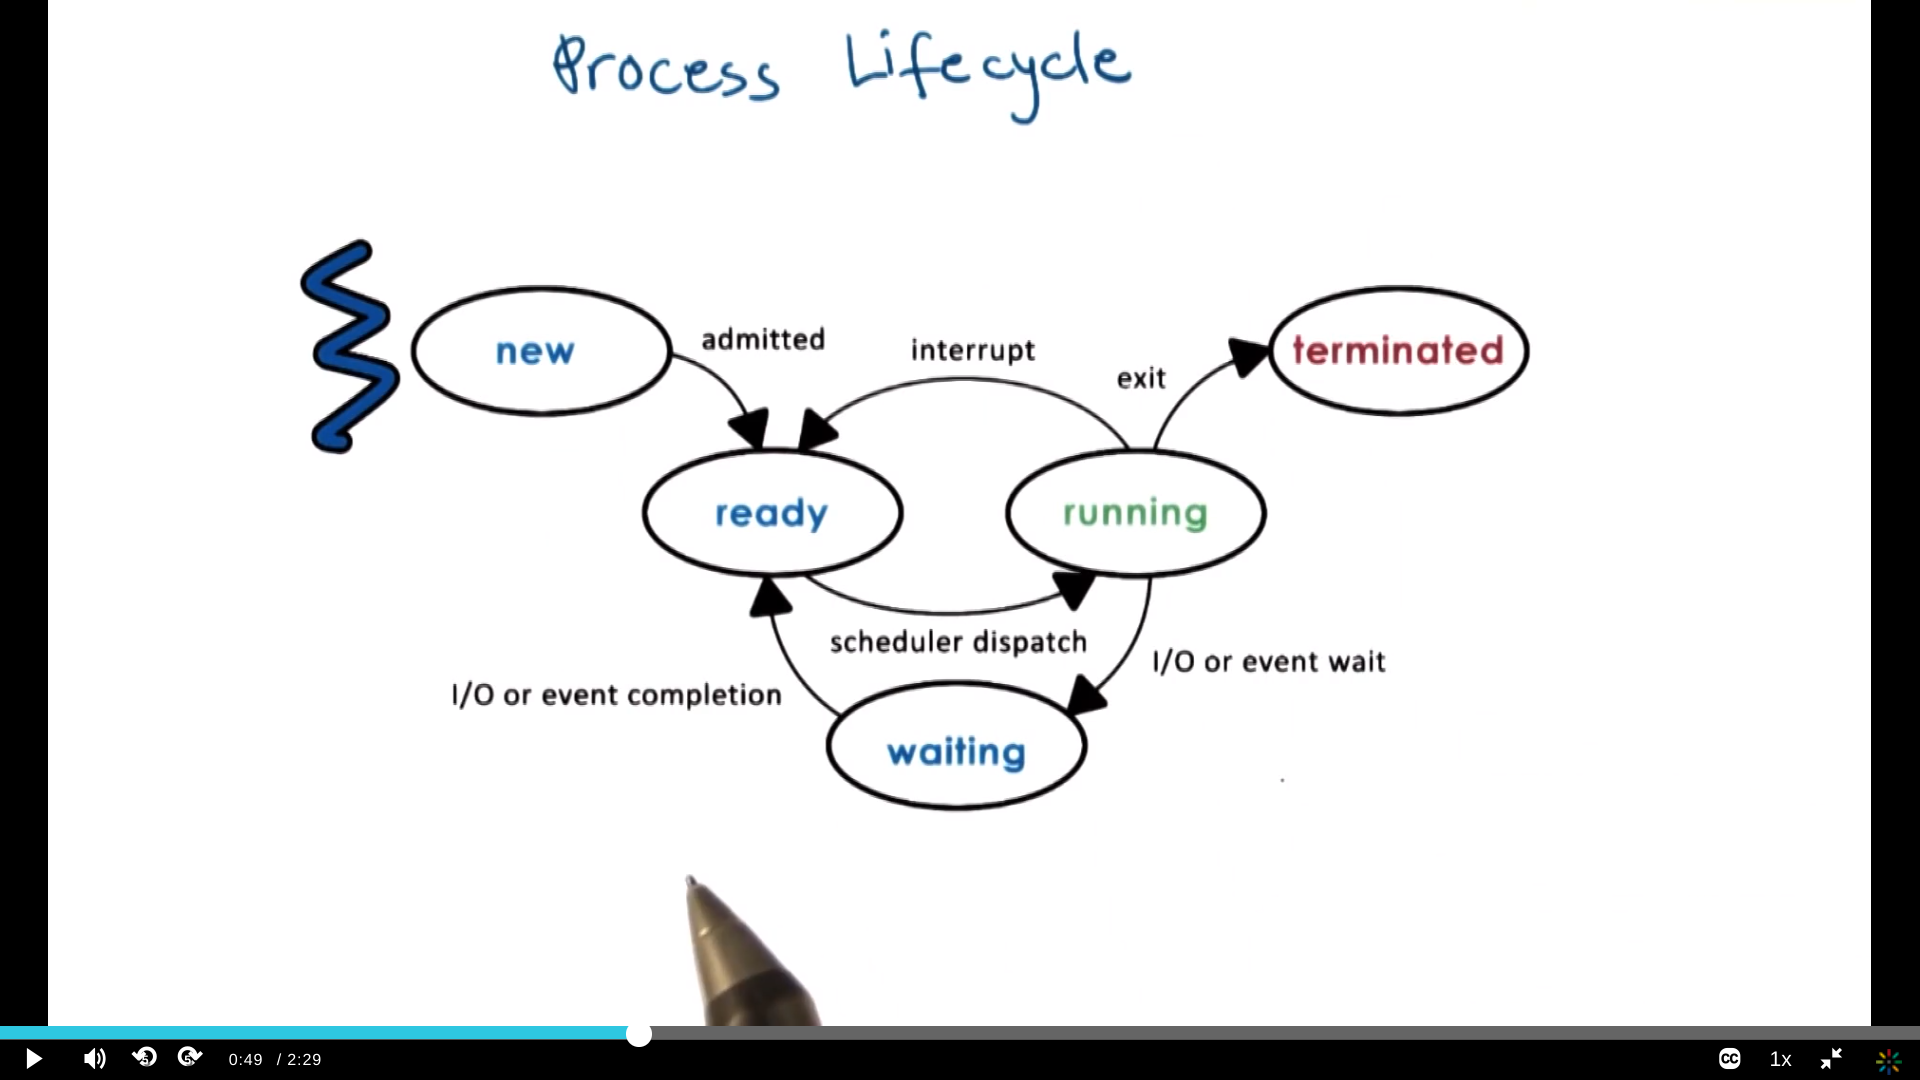 Process Lifecycle
new
admitted
interrupt
exit
terminated
ready
running
scheduler dispatch
I/O or event wait
I/O or event completion
waiting
5
5
0:49 / 2:29
CC
1x